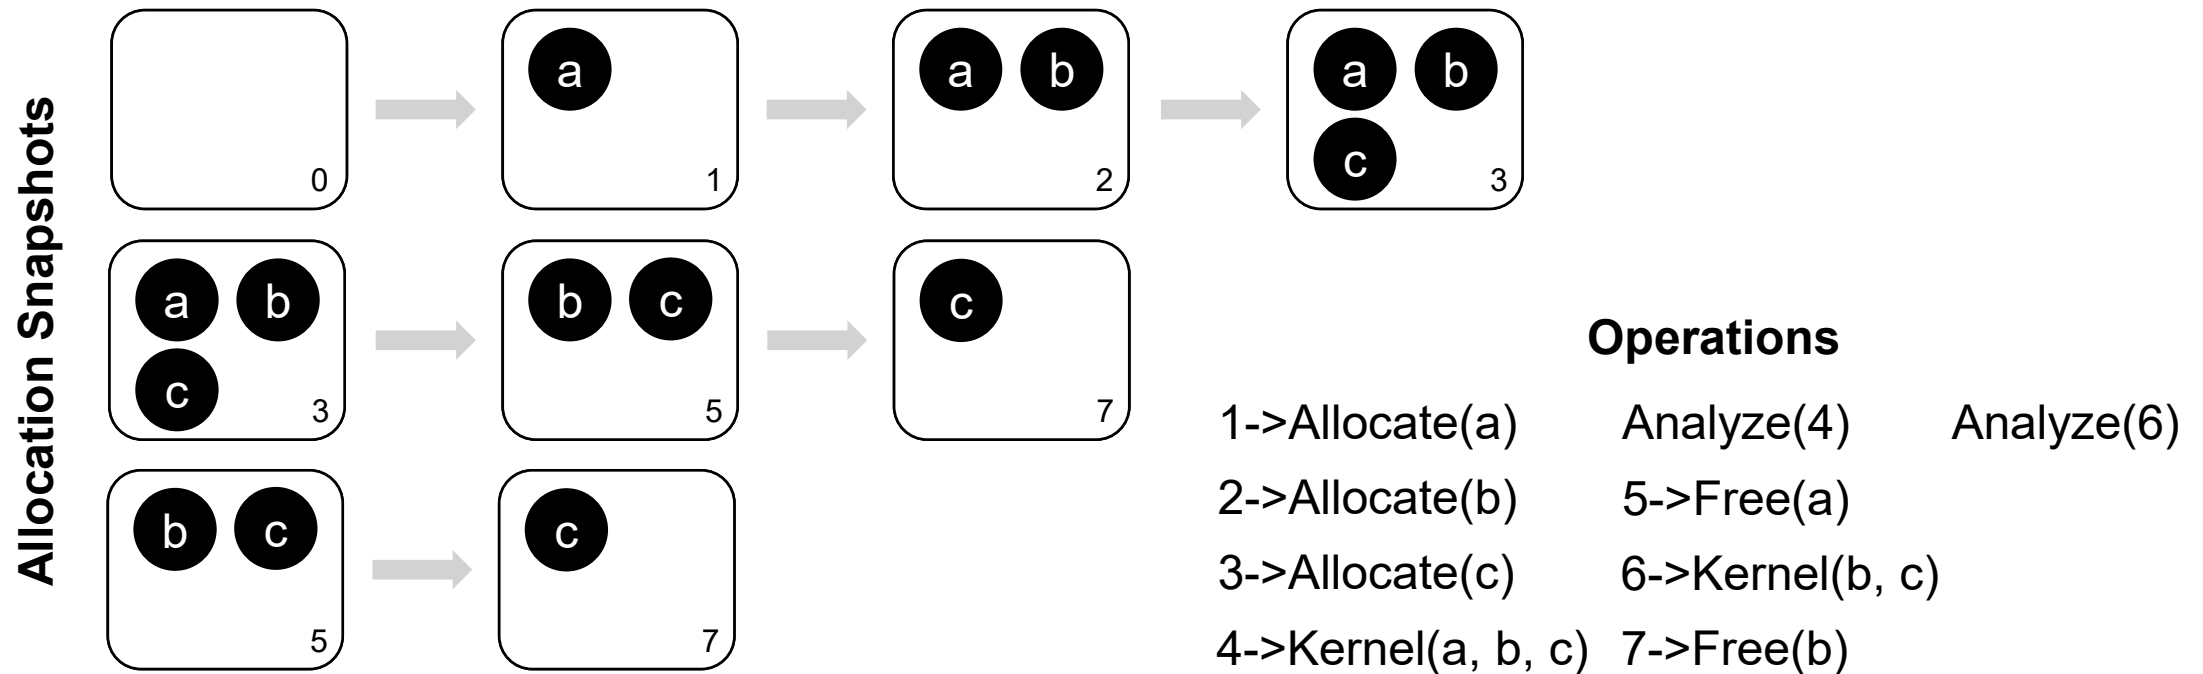 Allocation Snapshots
0
a
1
a b
2
a b
c
3
a b
c
3
b c
5
c
7
b c
5
c
7
Operations
1->Allocate(a) Analyze(4) Analyze(6)
2->Allocate(b) 5->Free(a)
3->Allocate(c) 6->Kernel(b, c)
4->Kernel(a, b, c) 7->Free(b)